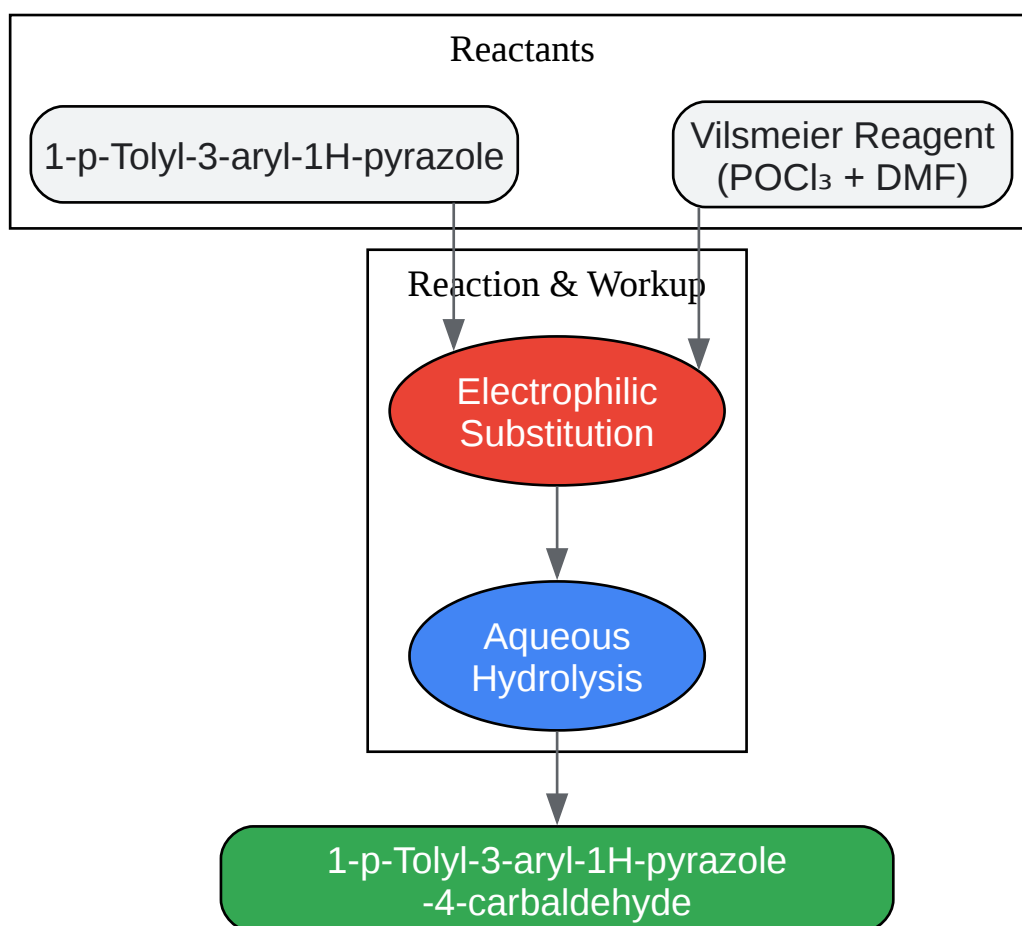 Reactants
1-p-Tolyl-3-aryl-1H-pyrazole
Vilsmeier Reagent
(POCl₃ + DMF)
Reaction & Workup
Electrophilic
Substitution
Aqueous
Hydrolysis
1-p-Tolyl-3-aryl-1H-pyrazole
-4-carbaldehyde